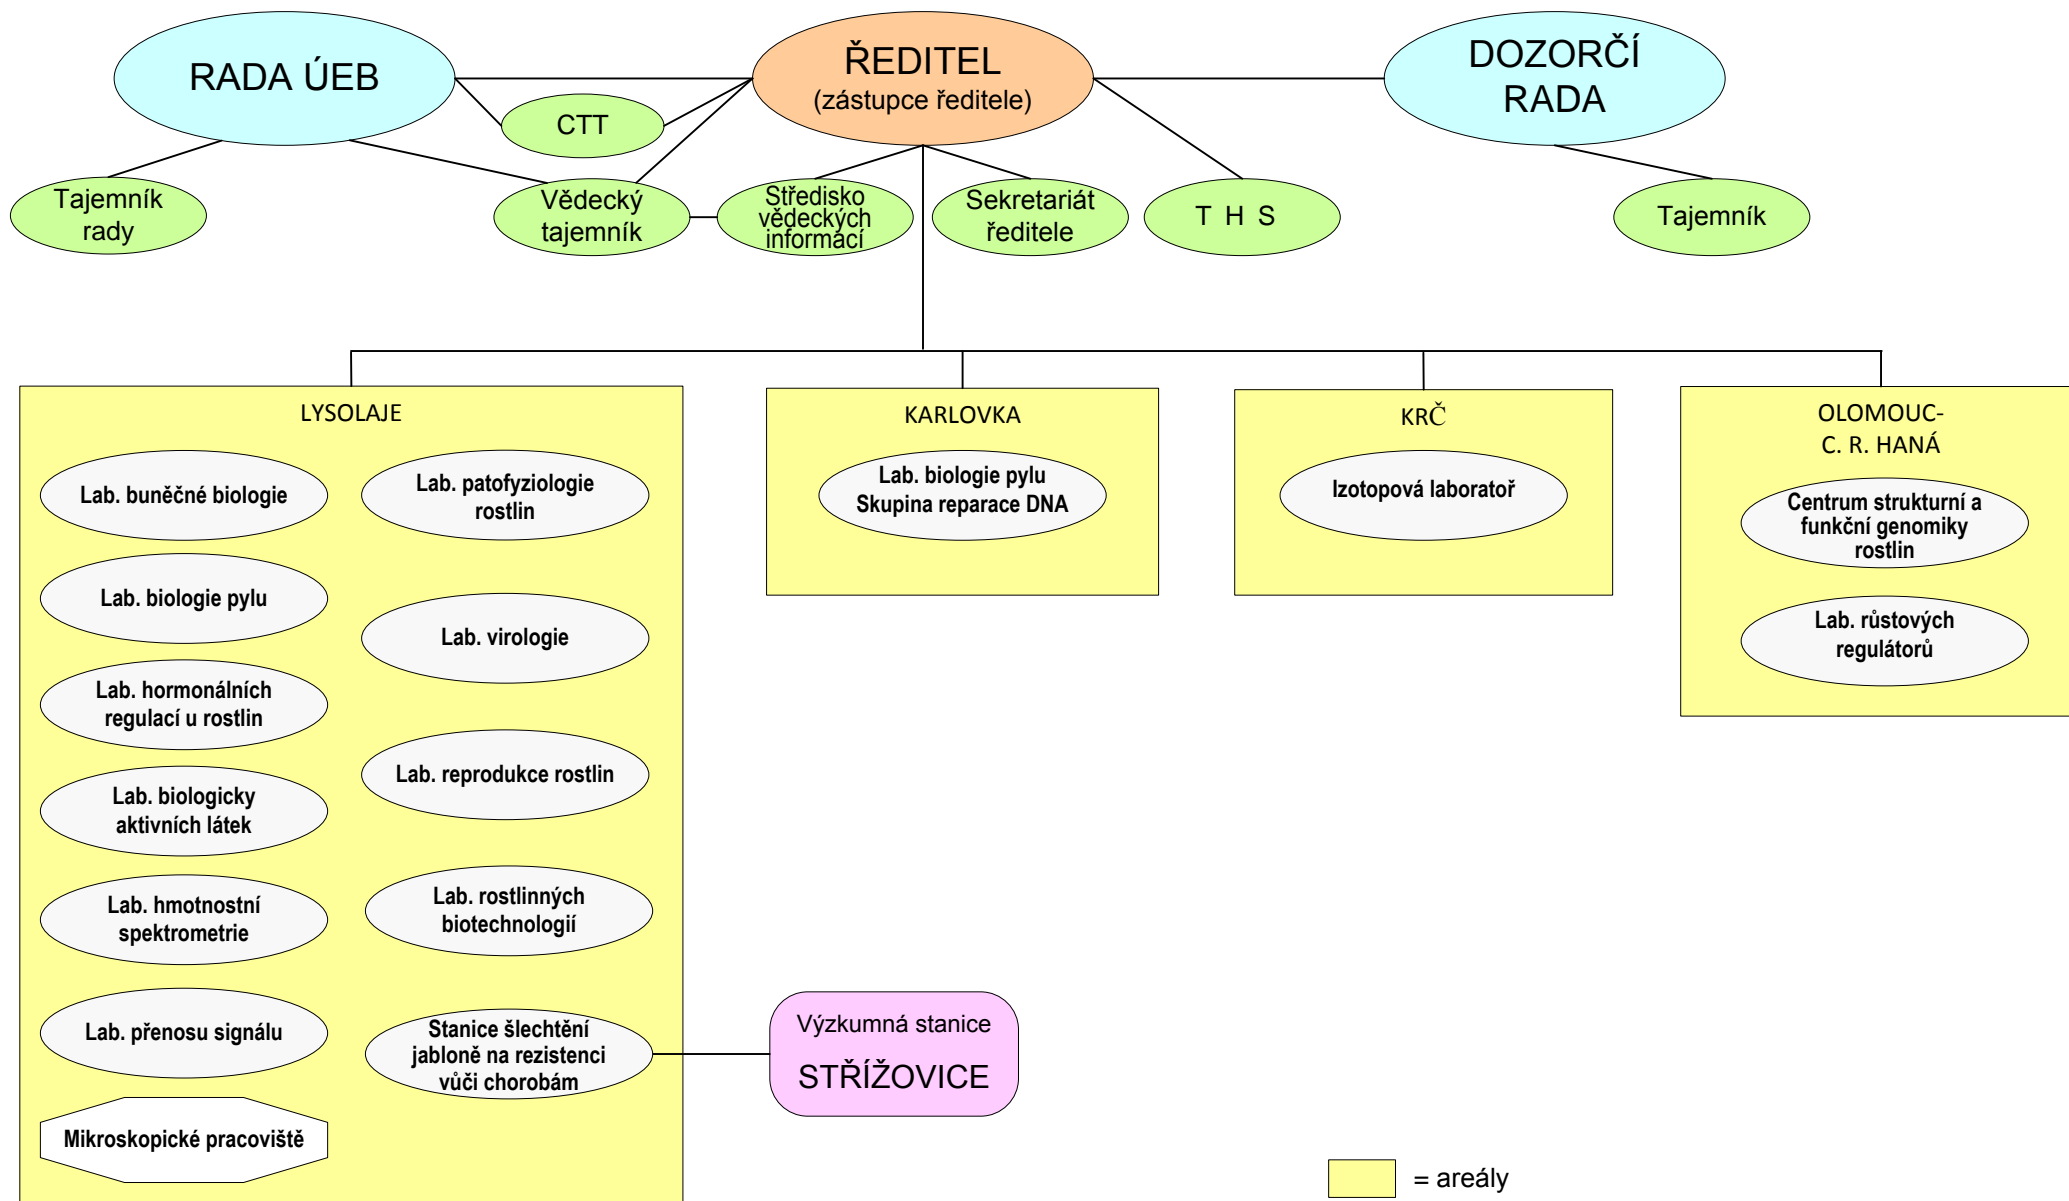 RADA ÚEB
ŘEDITEL
(zástupce ředitele)
DOZORČÍ
RADA
CTT
Tajemník
rady
Vědecký
tajemník
Středisko
vědeckých
informací
Sekretariát
ředitele
T H S
Tajemník
LYSOLAJE
Lab. buněčné biologie
Lab. biologie pylu
Lab. hormonálních
regulací u rostlin
Lab. biologicky
aktivních látek
Lab. hmotnostní
spektrometrie
Lab. přenosu signálu
Mikroskopické pracoviště
Lab. patofyziologie
rostlin
Lab. virologie
Lab. reprodukce rostlin
Lab. rostlinných
biotechnologií
Stanice šlechtění
jabloně na rezistenci
vůči chorobám
Výzkumná stanice
STŘÍŽOVICE
KARLOVKA
Lab. biologie pylu
Skupina reparace DNA
KRČ
Izotopová laboratoř
OLOMOUC-
C. R. HANÁ
Centrum strukturní a
funkční genomiky
rostlin
Lab. růstových
regulátorů
= areály